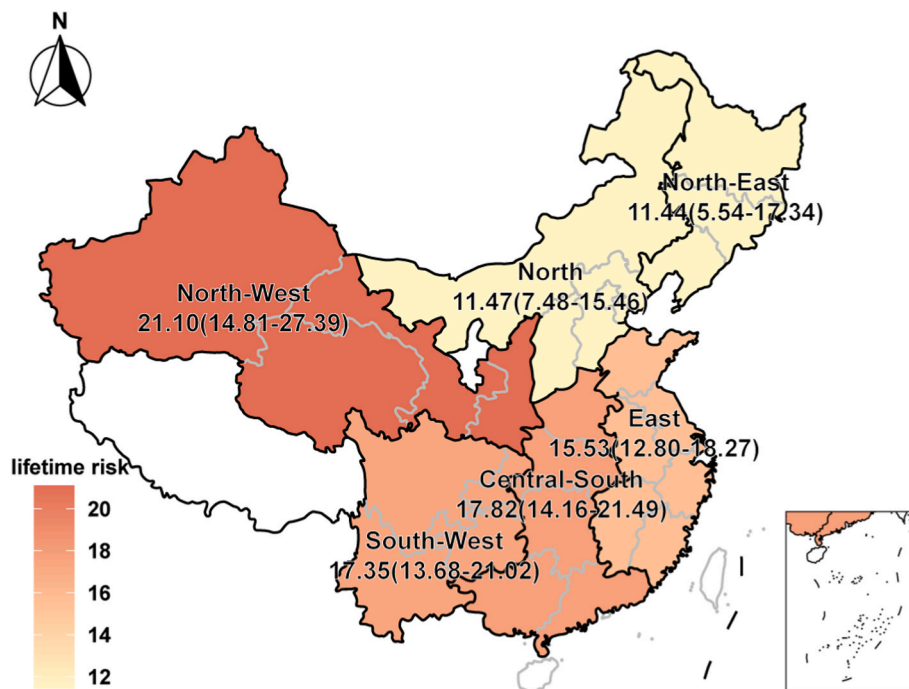 N
North-East
11.44(5.54-17.34)
North
11.47(7.48-15.46)
North-West
21.10(14.81-27.39)
East
15.53(12.80-18.27)
Central-South
17.82(14.16-21.49)
South-West
17.35(13.68-21.02)
lifetime risk
20
18
16
14
12